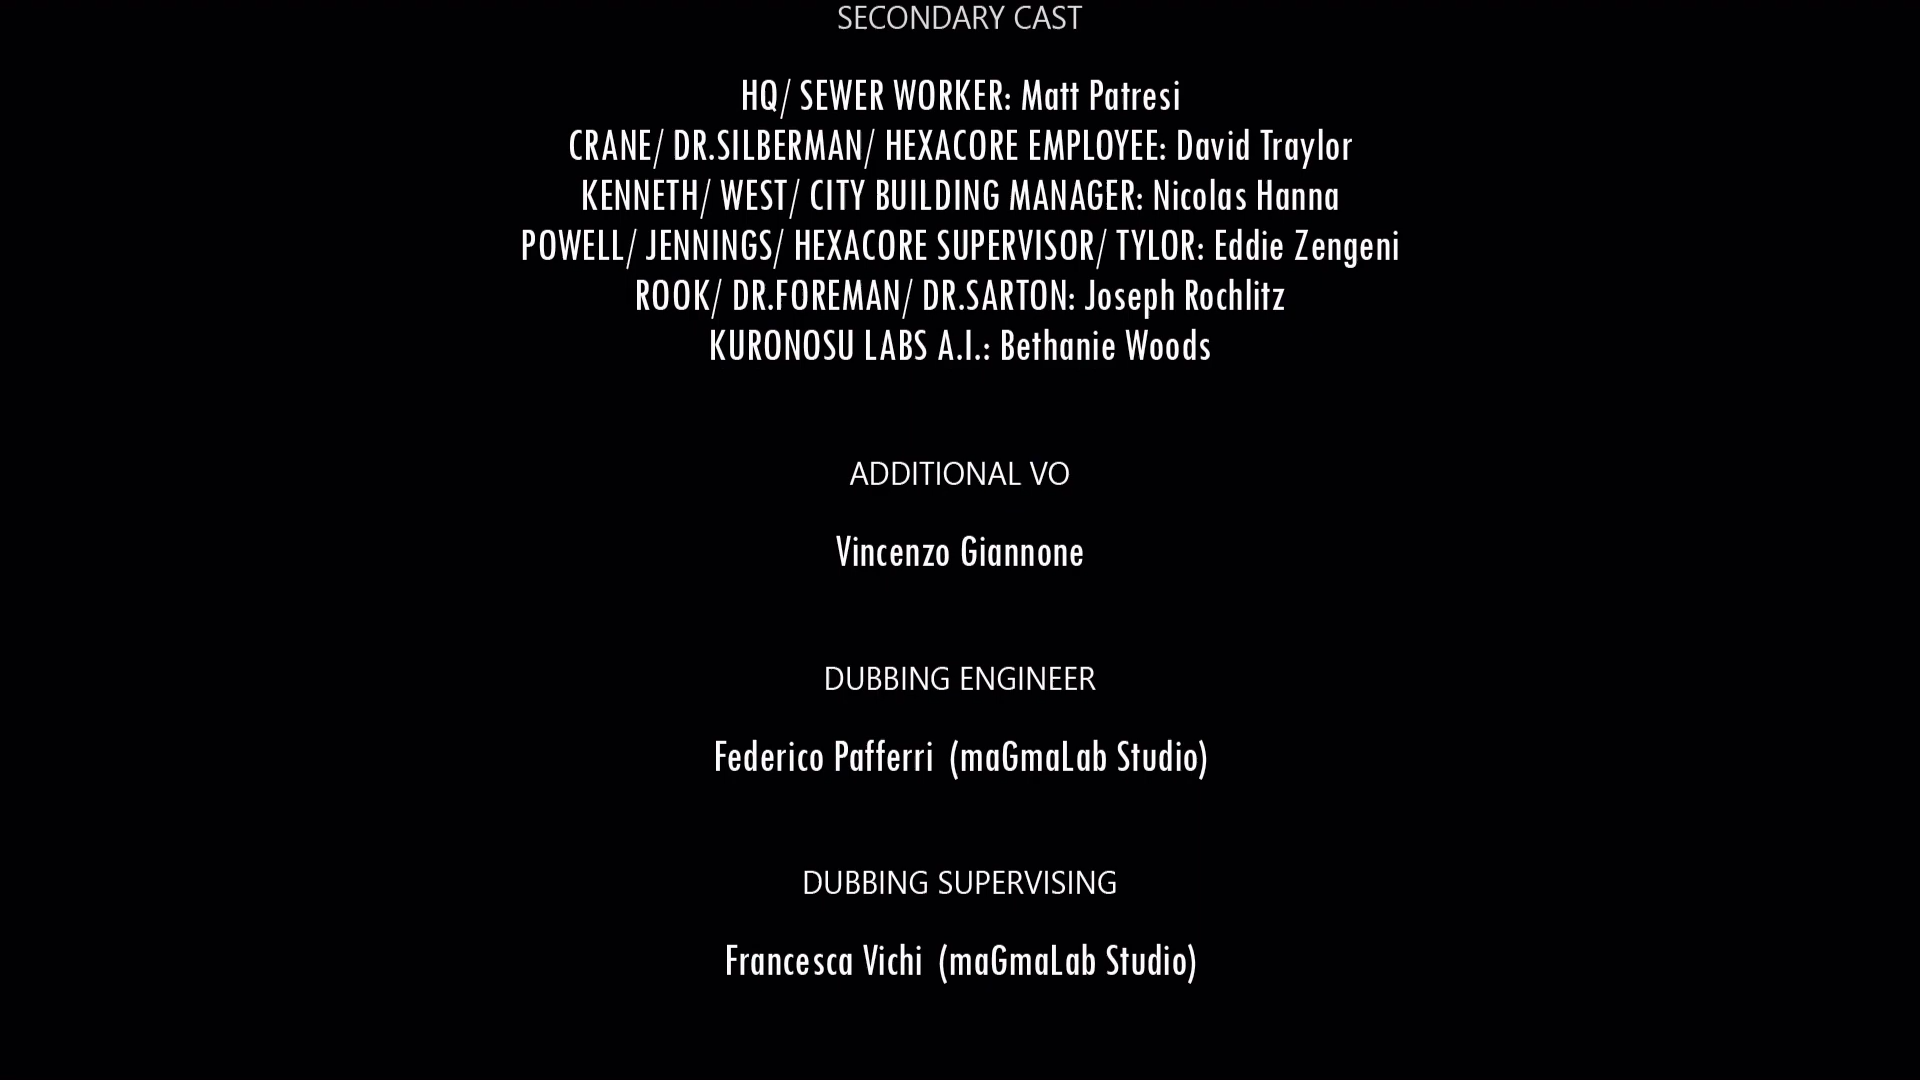 SECONDARY CAST
HQ/ SEWER WORKER: Matt Patresi
CRANE/ DR.SILBERMAN/ HEXACORE EMPLOYEE: David Traylor
KENNETH/ WEST/ CITY BUILDING MANAGER: Nicolas Hanna
POWELL/ JENNINGS/ HEXACORE SUPERVISOR/ TYLOR: Eddie Zengeni
ROOK/ DR.FOREMAN/ DR.SARTON: Joseph Rochlitz
KURONOSU LABS A.I.: Bethanie Woods
ADDITIONAL VO
Vincenzo Giannone
DUBBING ENGINEER
Federico Pafferri (maGmaLab Studio)
DUBBING SUPERVISING
Francesca Vichi (maGmaLab Studio)